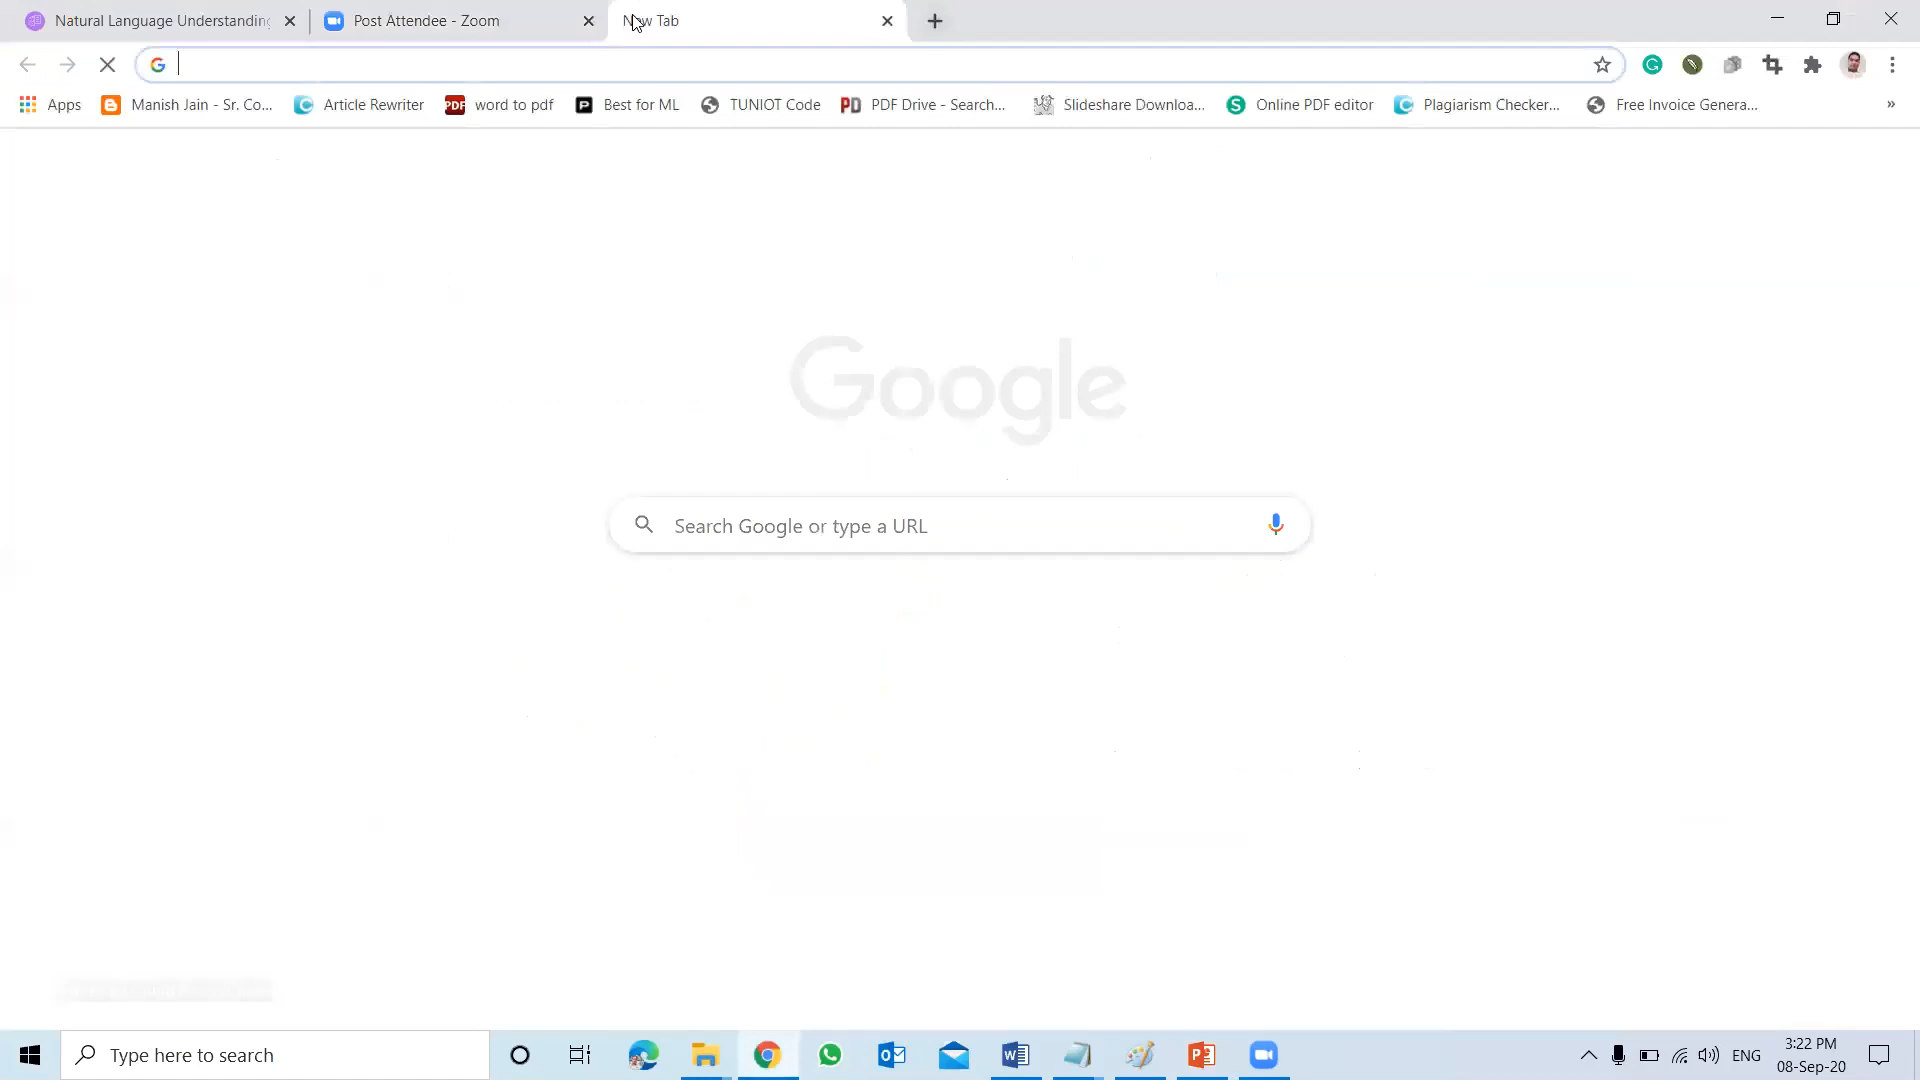 Natural Language Understanding
Post Attendee - Zoom
New Tab
Apps
Manish Jain - Sr. Co...
Article Rewriter
PDF
word to pdf
Best for ML
TUNIOT Code
PD
PDF Drive - Search...
Slideshare Downloa...
Online PDF editor
Plagiarism Checker...
Free Invoice Genera...
»
Google
Search Google or type a URL
Type here to search
ENG
3:22 PM
08-Sep-20